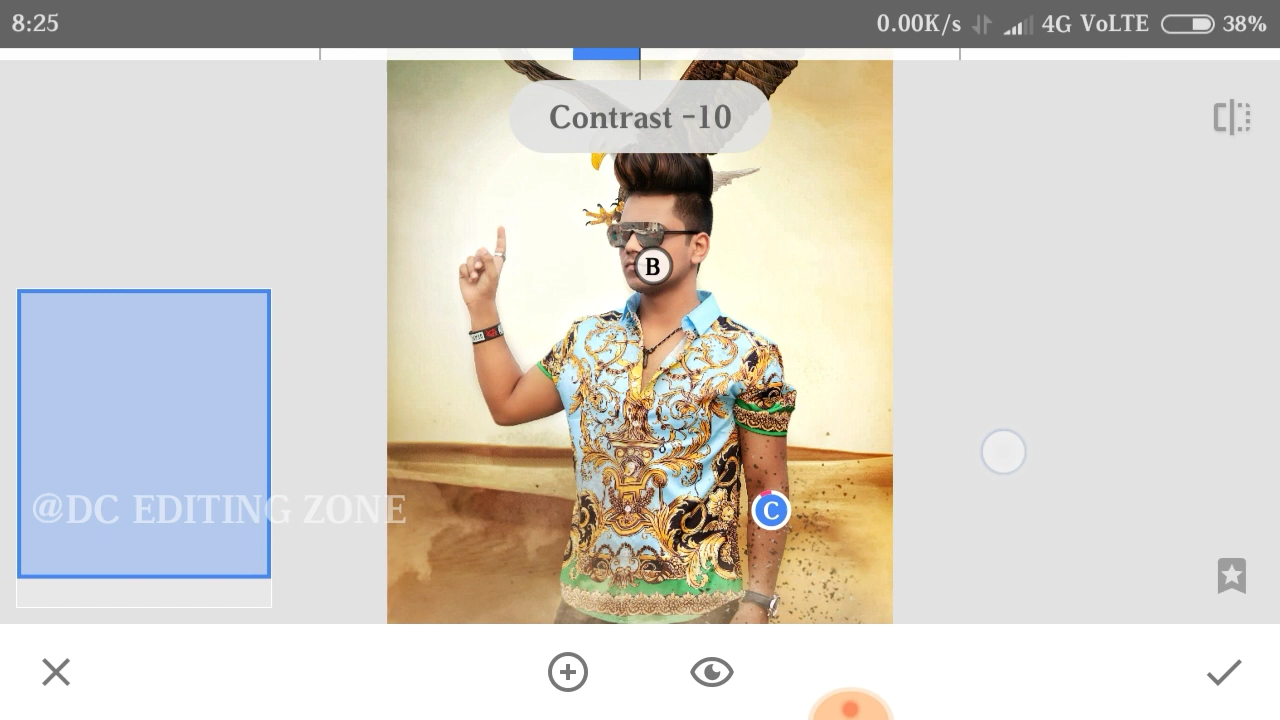 8:25
0.00K/s 4G VoLTE 38%
Contrast -10
B
C
@DC EDITING ZONE